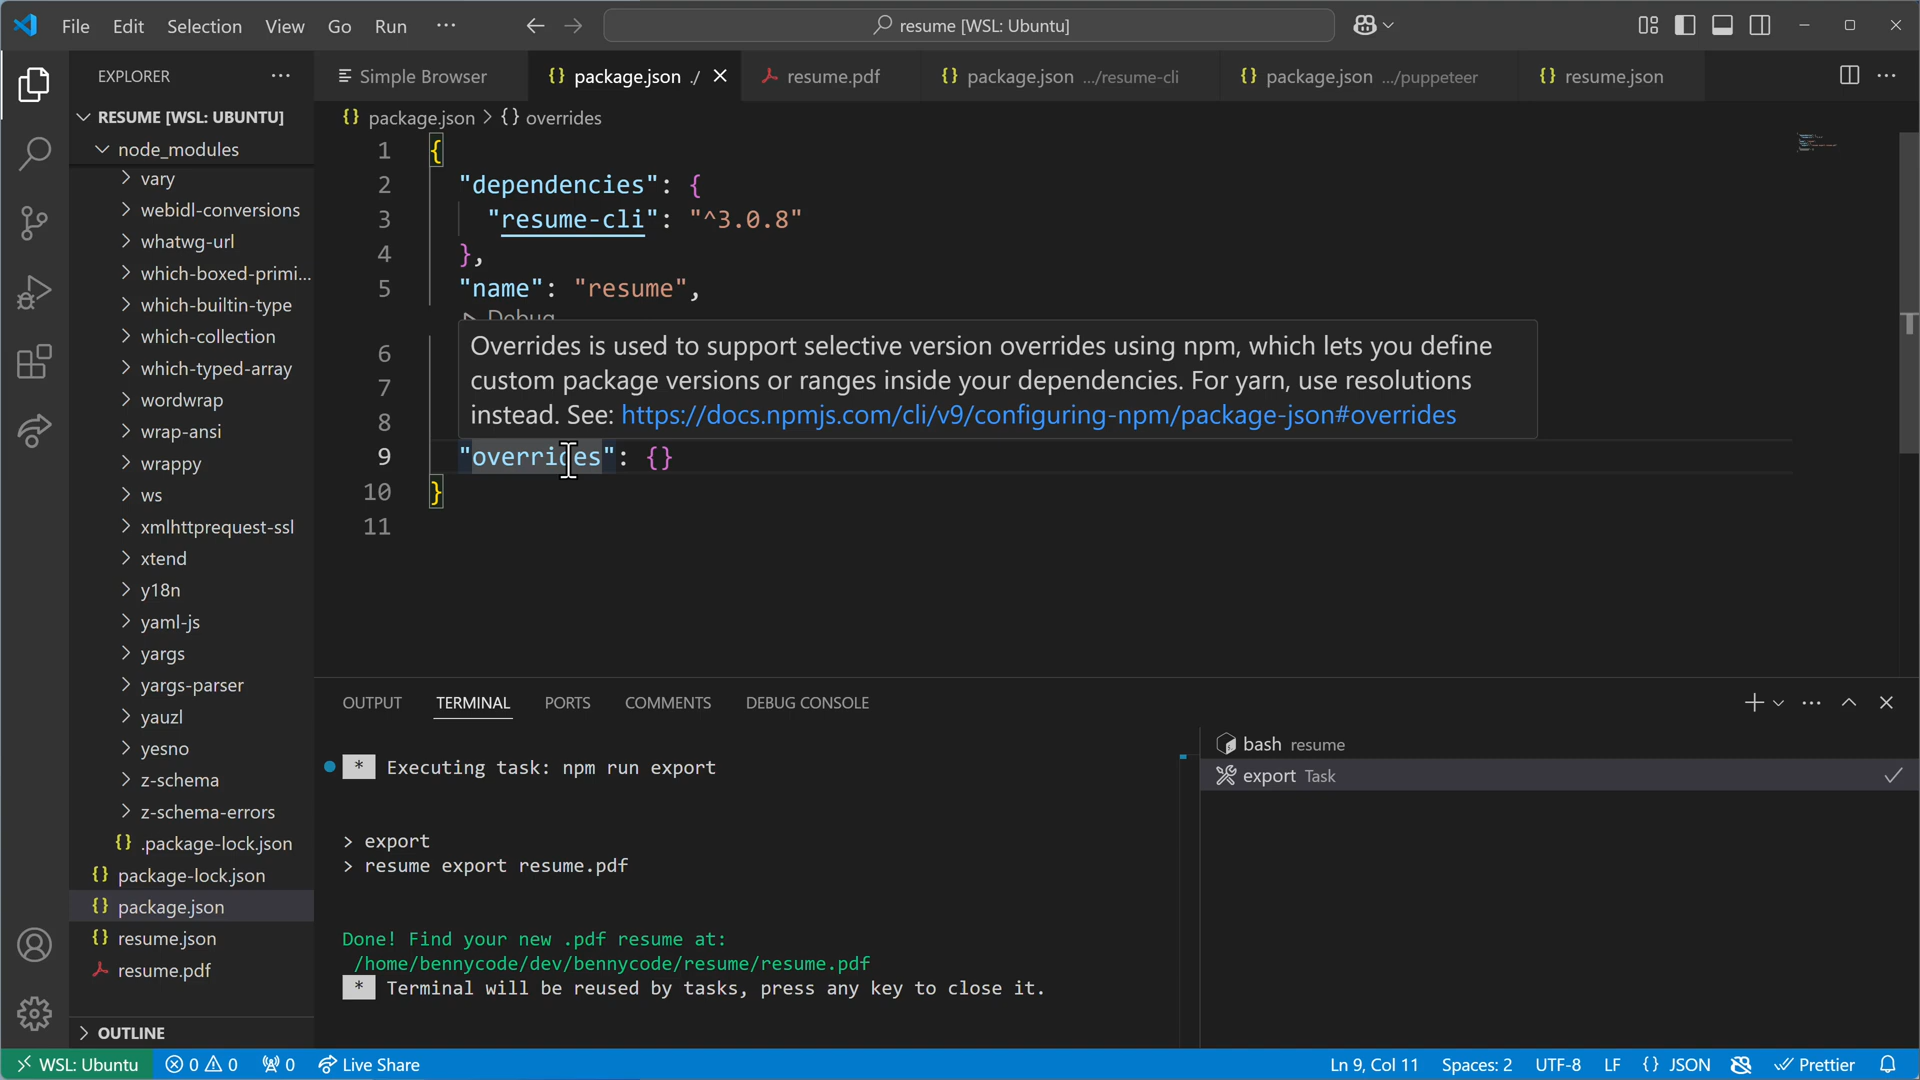 File Edit Selection View Go Run ··· resume [WSL: Ubuntu]
EXPLORER ···
Simple Browser package.json ./ resume.pdf package.json .../resume-cli package.json .../puppeteer resume.json ···
RESUME [WSL: UBUNTU]
node_modules
vary
webidl-conversions
whatwg-url
which-boxed-primi...
which-builtin-type
which-collection
which-typed-array
wordwrap
wrap-ansi
wrappy
ws
xmlhttprequest-ssl
xtend
y18n
yaml-js
yargs
yargs-parser
yauzl
yesno
z-schema
z-schema-errors
{} .package-lock.json
{} package-lock.json
{} package.json
{} resume.json
resume.pdf
OUTLINE
{} package.json > {} overrides
1 {
2 "dependencies": {
3 "resume-cli": "^3.0.8"
4 },
5 "name": "resume",
Debug
6
7
8
Overrides is used to support selective version overrides using npm, which lets you define
custom package versions or ranges inside your dependencies. For yarn, use resolutions
instead. See: https://docs.npmjs.com/cli/v9/configuring-npm/package-json#overrides
9 "overrides": {}
10 }
11
OUTPUT TERMINAL PORTS COMMENTS DEBUG CONSOLE
* Executing task: npm run export
> export
> resume export resume.pdf
Done! Find your new .pdf resume at:
/home/bennycode/dev/bennycode/resume/resume.pdf
* Terminal will be reused by tasks, press any key to close it.
bash resume
export Task
WSL: Ubuntu 0 0 0 Live Share Ln 9, Col 11 Spaces: 2 UTF-8 LF {} JSON Prettier